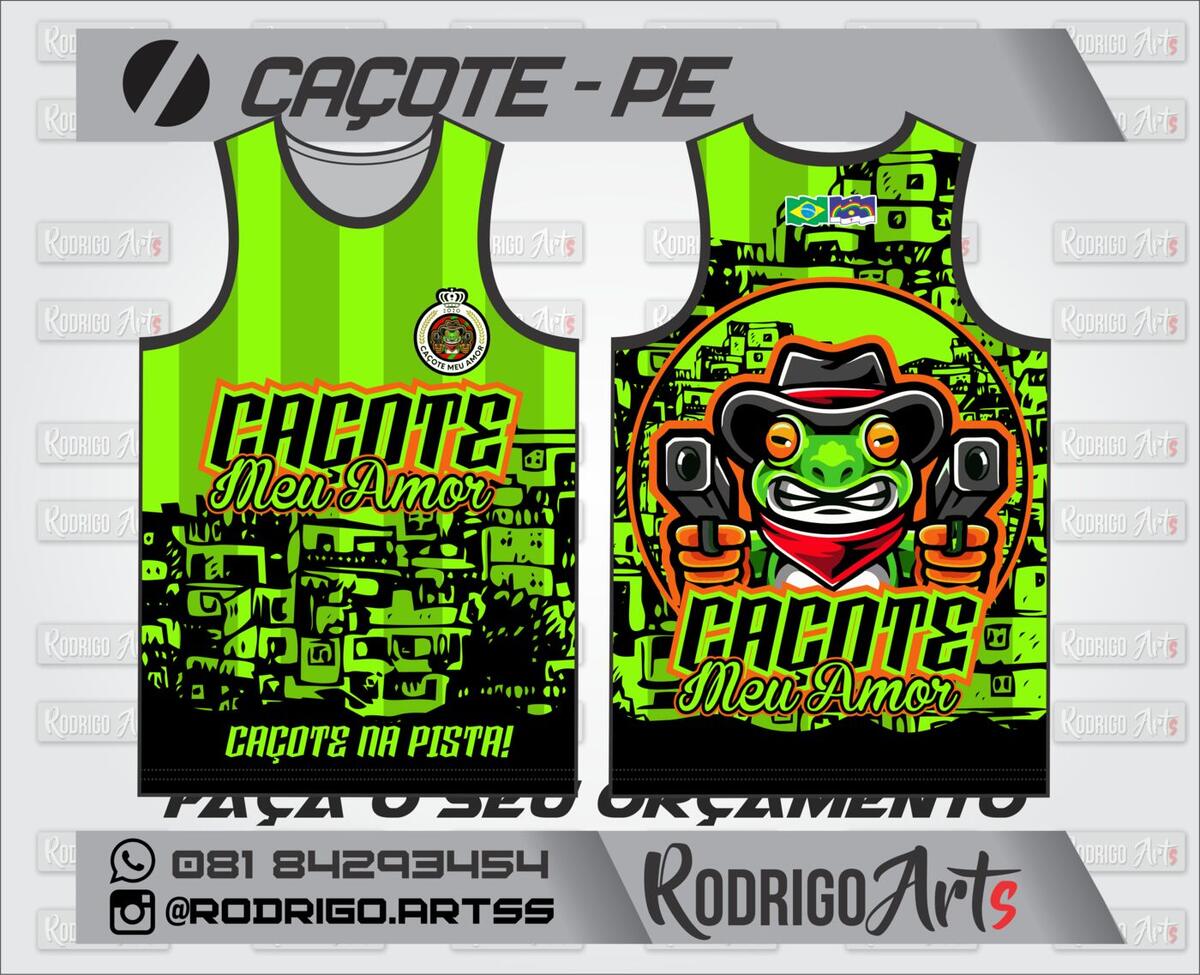 CAÇOTE - PE
2020
CAÇOTE MEU AMOR
CAÇOTE
Meu Amor
CAÇOTE NA PISTA!
CAÇOTE
Meu Amor
FAÇA O SEU ORÇAMENTO
081 84293454
@RODRIGO.ARTSS
RODRIGO Arts